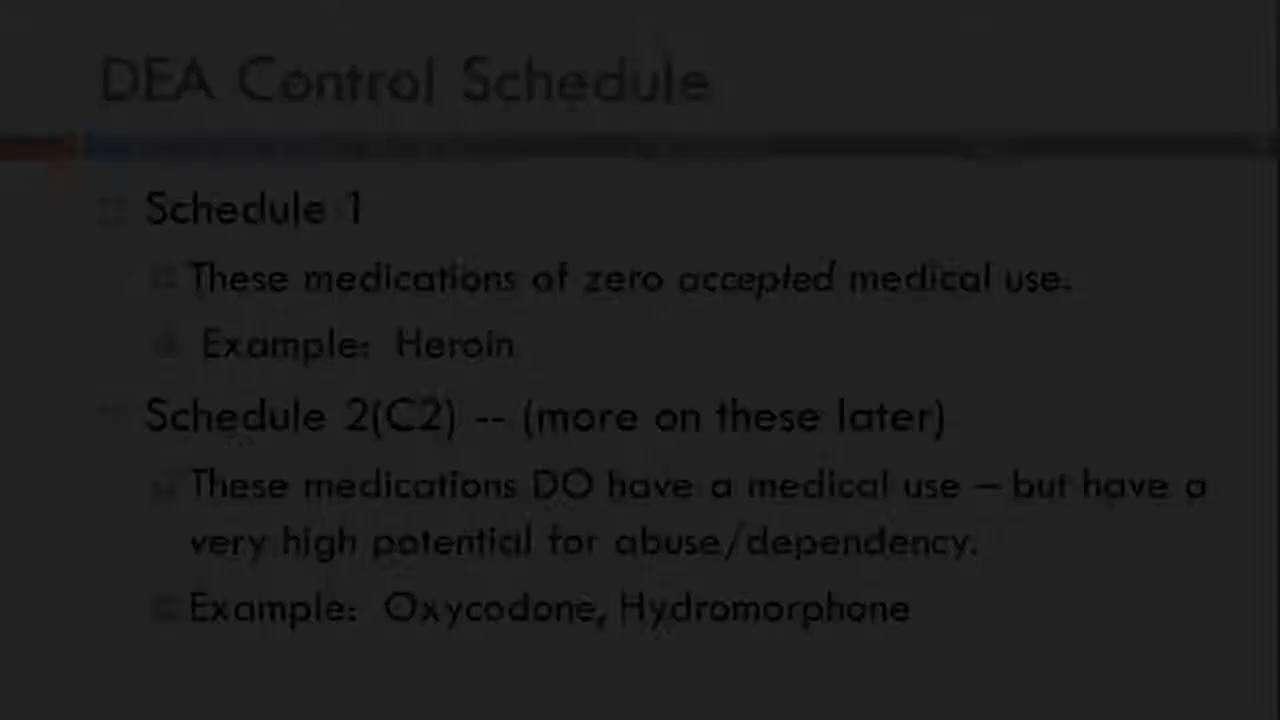 DEA Control Schedule
Schedule 1
These medications of zero accepted medical use.
Example: Heroin
Schedule 2(C2) -- (more on these later)
These medications DO have a medical use – but have a
very high potential for abuse/dependency.
Example: Oxycodone, Hydromorphone